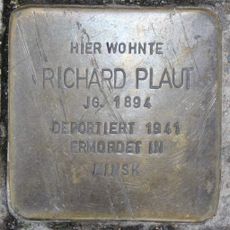 HIER WOHNTE
RICHARD PLAUT
JG. 1894
DEPORTIERT 1941
ERMORDET IN
MINSK